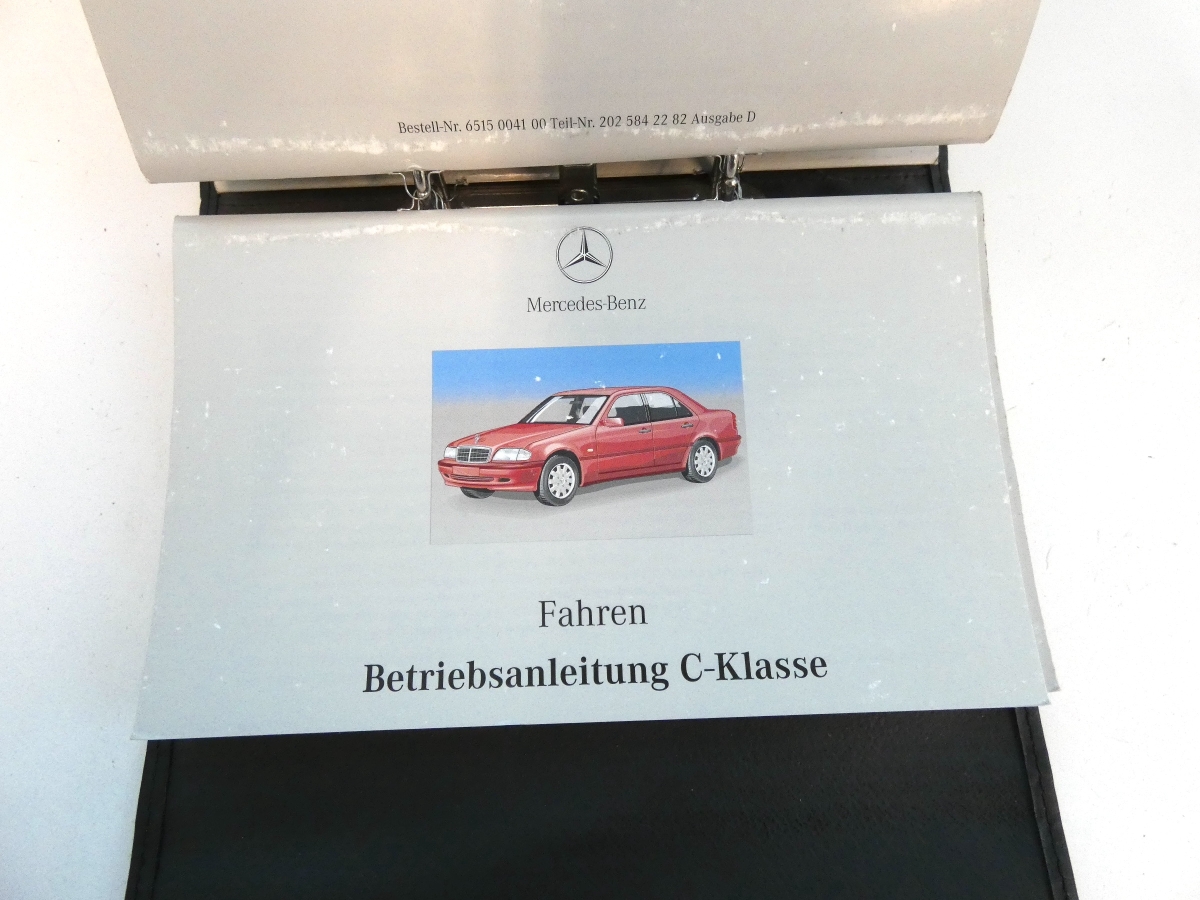 Bestell-Nr. 6515 0041 00 Teil-Nr. 202 584 22 82 Ausgabe D
Mercedes-Benz
Fahren
Betriebsanleitung C-Klasse